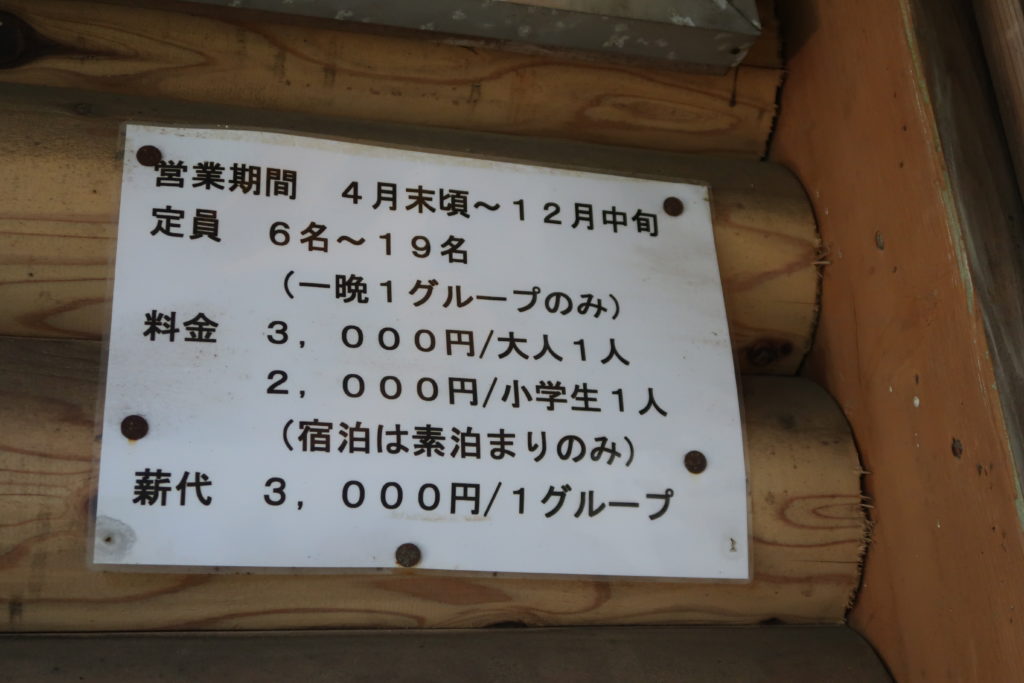 営業期間　４月末頃～１２月中旬
定員　６名～１９名
（一晩１グループのみ）
料金　３，０００円/大人１人
２，０００円/小学生１人
（宿泊は素泊まりのみ）
薪代　３，０００円/１グループ